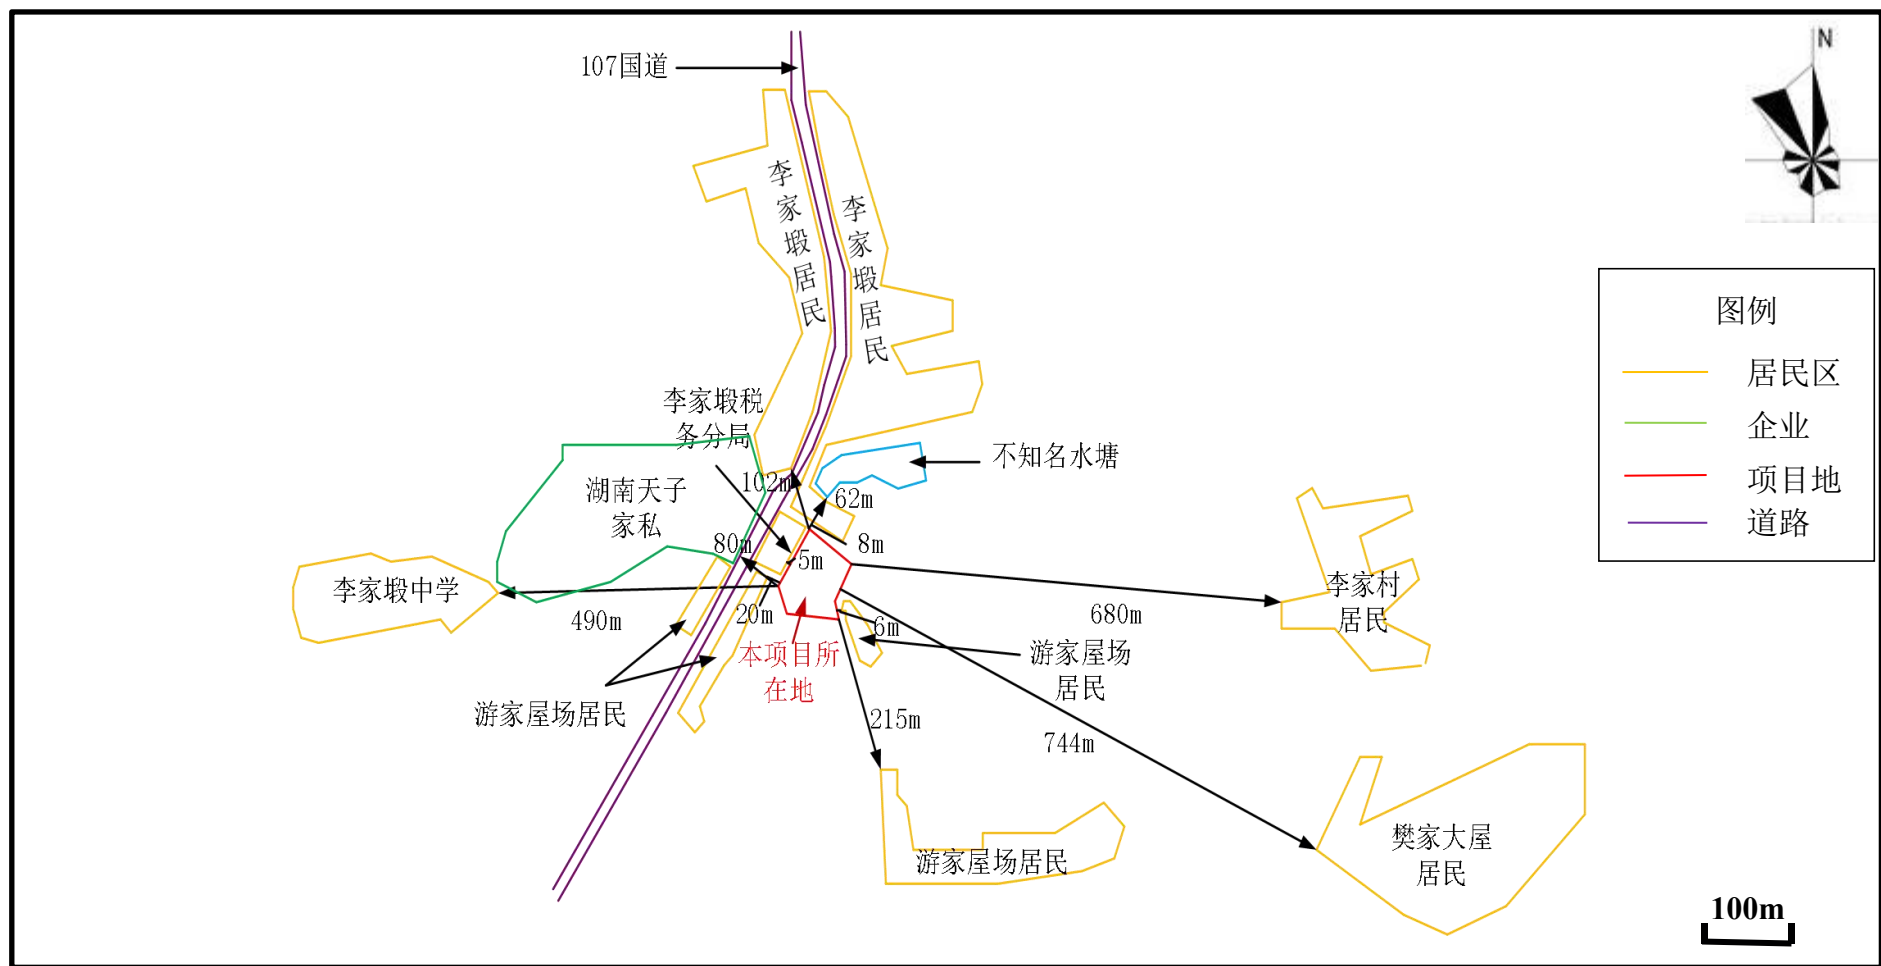 N
107国道
李家塅居民
李家塅居民
图例
居民区
企业
项目地
道路
李家塅税
务分局
不知名水塘
102m
62m
湖南天子
家私
80m
8m
5m
李家塅中学
490m
20m
6m
680m
李家村
居民
本项目所
在地
游家屋场
居民
游家屋场居民
215m
744m
游家屋场居民
樊家大屋
居民
100m